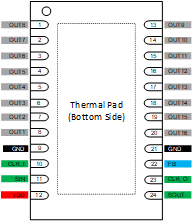 OUT8 1 13 OUT9
OUT7 2 14 OUT10
OUT6 3 15 OUT11
OUT5 4 16 OUT12
OUT4 5 17 OUT13
OUT3 6 18 OUT14
OUT2 7 19 OUT15
OUT1 8 20 OUT16
GND 9 21 GND
CLK_I 10 22 FB
SIN 11 23 CLK_O
VDD 12 24 SOUT
Thermal Pad
(Bottom Side)